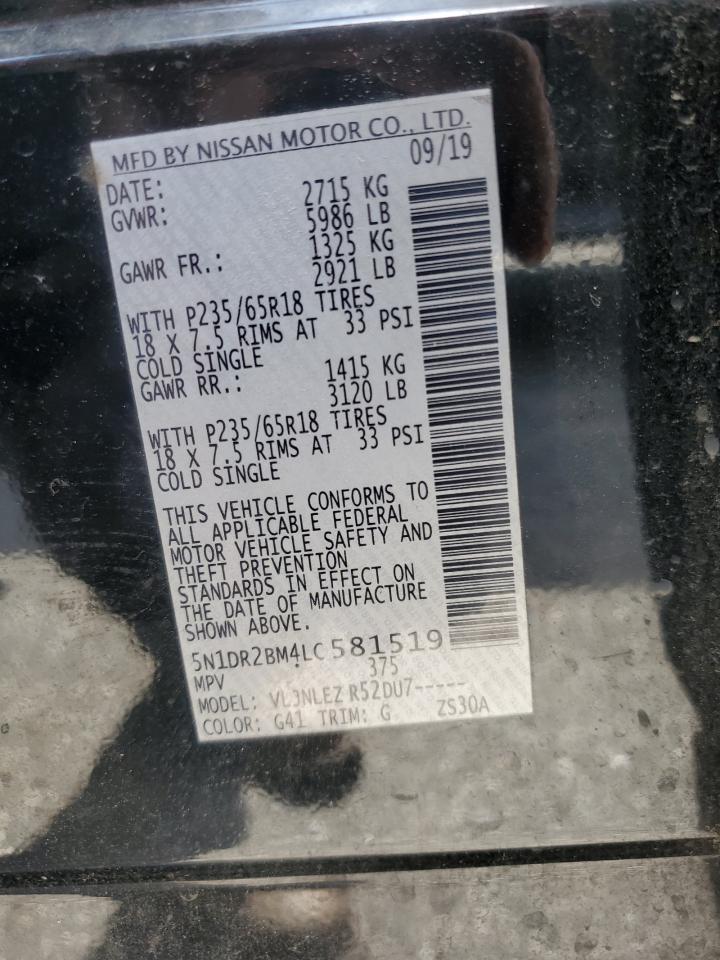 MFD BY NISSAN MOTOR CO., LTD.
DATE: 09/19
GVWR: 2715 KG
5986 LB
GAWR FR.: 1325 KG
2921 LB
WITH P235/65R18 TIRES
18 X 7.5 RIMS AT 33 PSI
COLD SINGLE
GAWR RR.: 1415 KG
3120 LB
WITH P235/65R18 TIRES
18 X 7.5 RIMS AT 33 PSI
COLD SINGLE
THIS VEHICLE CONFORMS TO
ALL APPLICABLE FEDERAL
MOTOR VEHICLE SAFETY AND
THEFT PREVENTION
STANDARDS IN EFFECT ON
THE DATE OF MANUFACTURE
SHOWN ABOVE.
5N1DR2BM4LC581519
MPV 375
MODEL: VL3NLEZ R52DU7-----
COLOR: G41 TRIM: G ZS30A